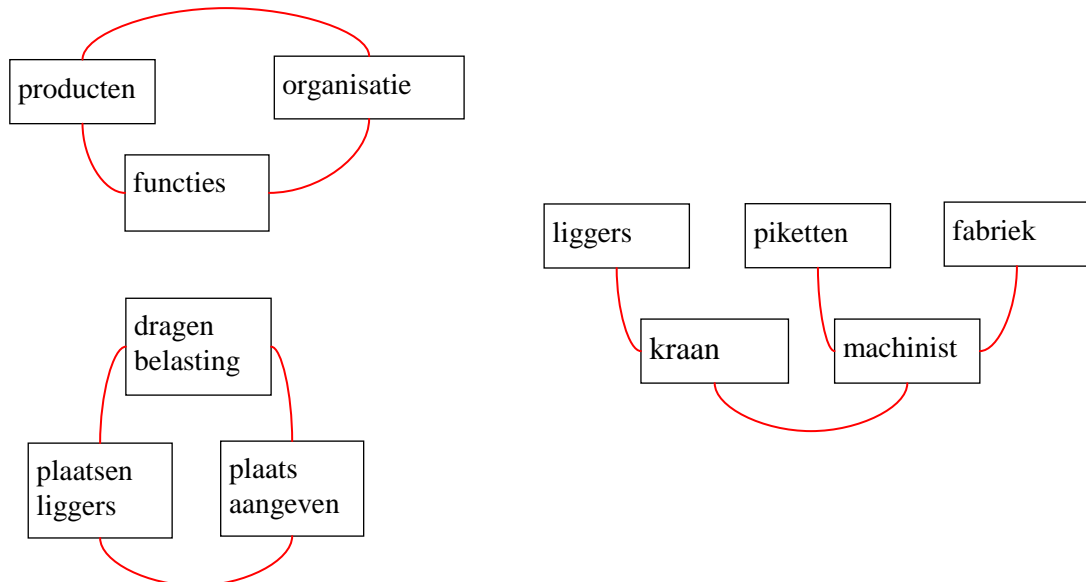 producten
organisatie
functies
liggers
piketten
fabriek
kraan
machinist
dragen
belasting
plaatsen
liggers
plaats
aangeven